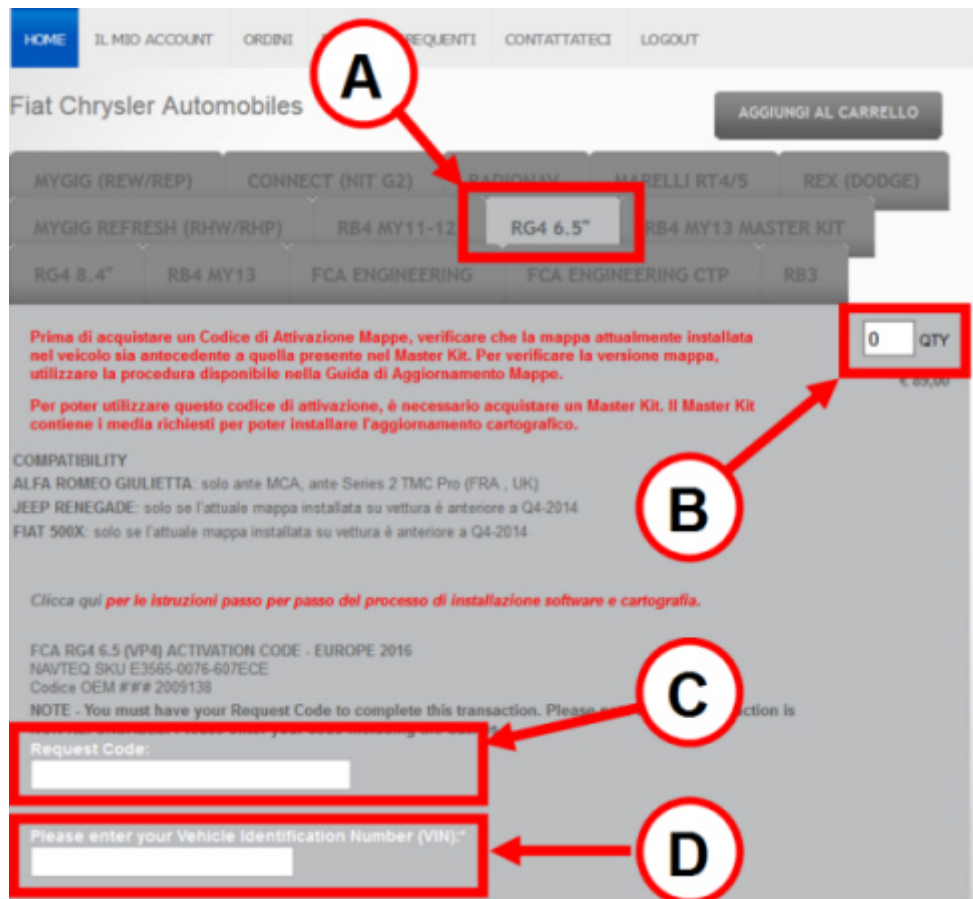 HOME IL MIO ACCOUNT ORDINI REQUENTI CONTATTATECI LOGOUT
A
Fiat Chrysler Automobiles
AGGIUNGI AL CARRELLO
MYGIG (REW/REP) CONNECT (NIT G2) RADIONAV MARELLI RT4/5 REX (DODGE)
MYGIG REFRESH (RHW/RHP) RB4 MY11-12 RG4 6.5" RB4 MY13 MASTER KIT
RG4 8.4" RB4 MY13 FCA ENGINEERING FCA ENGINEERING CTP RB3
0 QTY
€ 89,00
Prima di acquistare un Codice di Attivazione Mappe, verificare che la mappa attualmente installata
nel veicolo sia antecedente a quella presente nel Master Kit. Per verificare la versione mappa,
utilizzare la procedura disponibile nella Guida di Aggiornamento Mappe.
Per poter utilizzare questo codice di attivazione, è necessario acquistare un Master Kit. Il Master Kit
contiene i media richiesti per poter installare l'aggiornamento cartografico.
COMPATIBILITY
ALFA ROMEO GIULIETTA: solo ante MCA, ante Series 2 TMC Pro (FRA , UK)
JEEP RENEGADE: solo se l'attuale mappa installata su vettura è anteriore a Q4-2014
FIAT 500X: solo se l'attuale mappa installata su vettura è anteriore a Q4-2014
B
Clicca qui per le istruzioni passo per passo del processo di installazione software e cartografia.
FCA RG4 6.5 (VP4) ACTIVATION CODE - EUROPE 2016
NAVTEQ SKU E3565-0076-607ECE
Codice OEM ### 2009138
NOTE - You must have your Request Code to complete this transaction. Please is
C
Request Code:
Please enter your Vehicle Identification Number (VIN):*
D